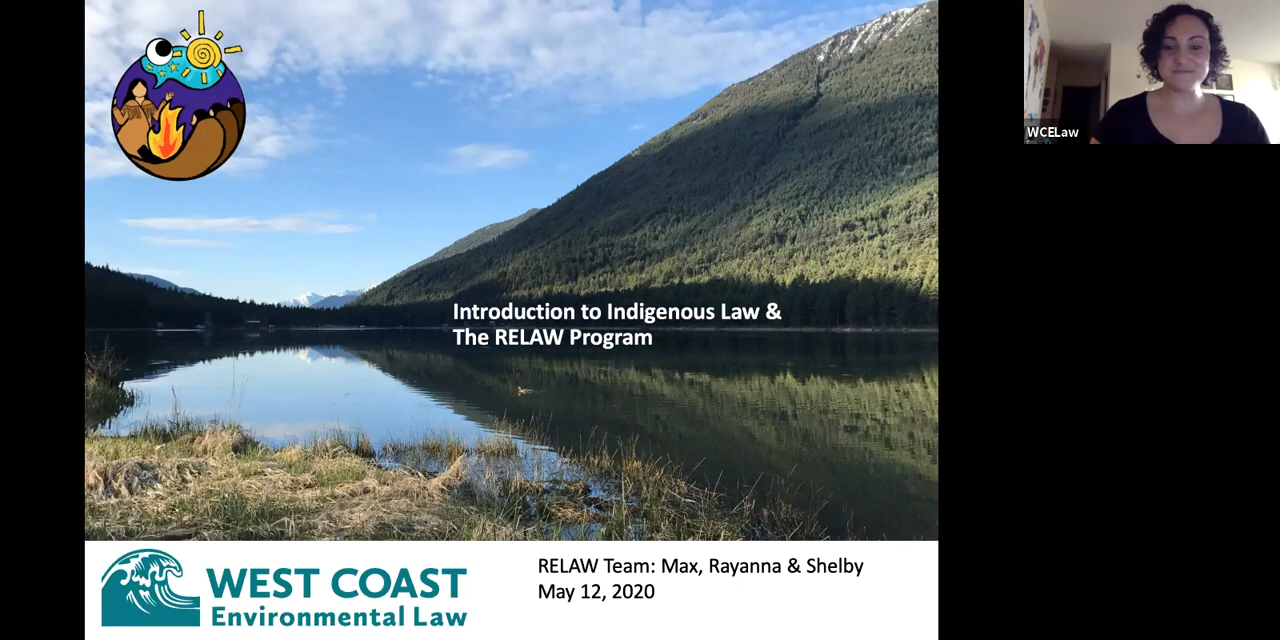 WCELaw
Introduction to Indigenous Law &
The RELAW Program
WEST COAST
Environmental Law
RELAW Team: Max, Rayanna & Shelby
May 12, 2020